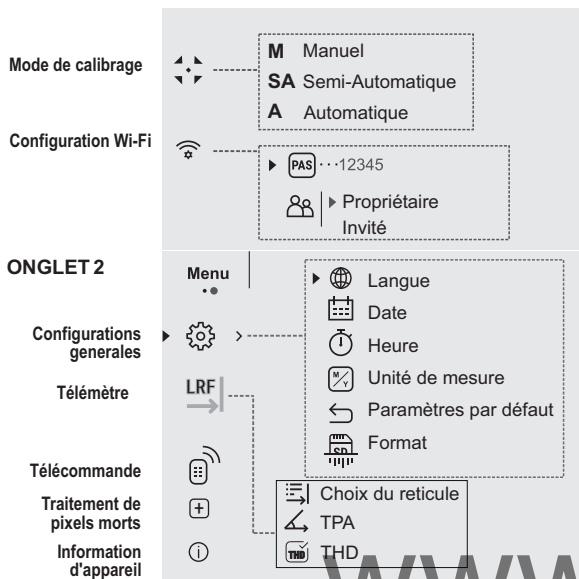 Mode de calibrage
M Manuel
SA Semi-Automatique
A Automatique
Configuration Wi-Fi
PAS ···12345
Propriétaire
Invité
ONGLET 2
Menu
Configurations
generales
Langue
Date
Heure
M/Y Unité de mesure
Paramètres par défaut
SD Format
Télémètre
LRF
Télécommande
Traitement de
pixels morts
Information
d'appareil
Choix du reticule
TPA
THD THD
WWW